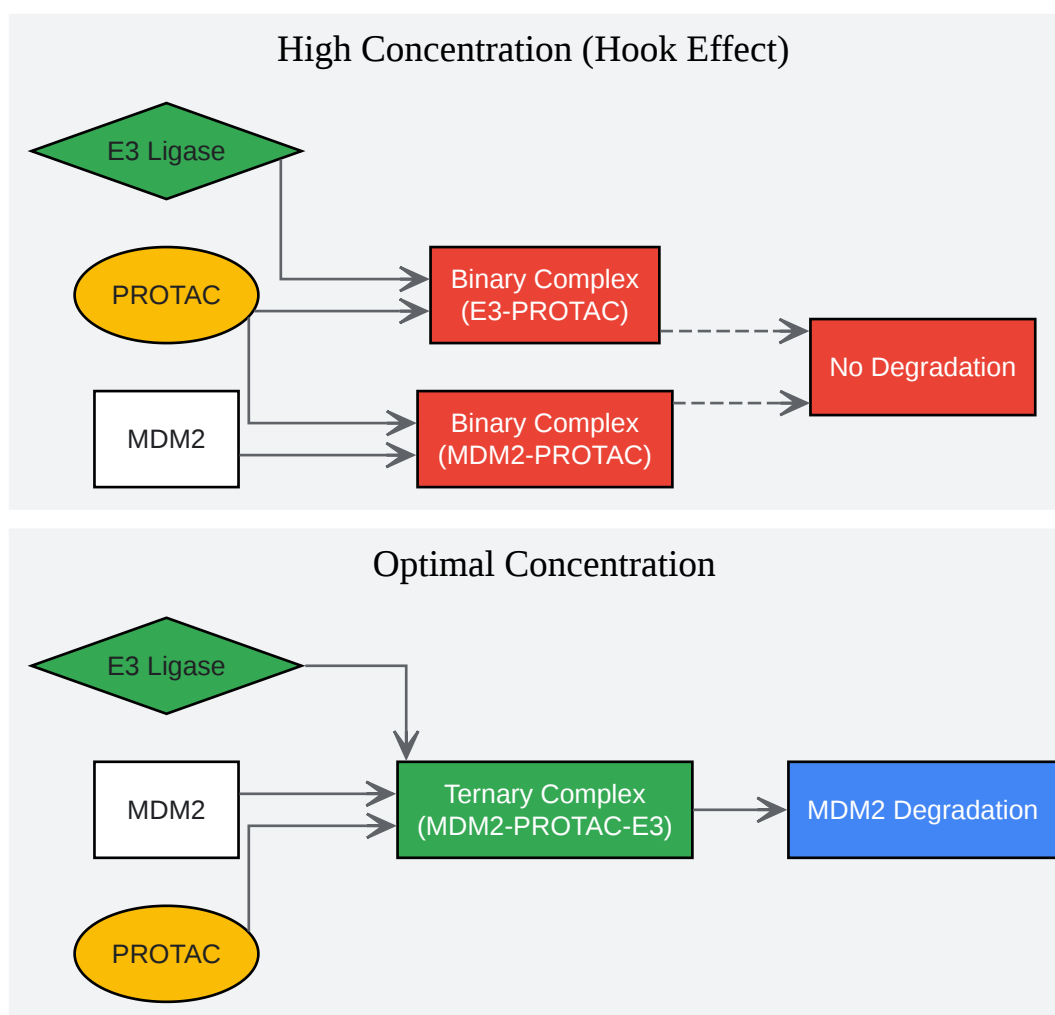 High Concentration (Hook Effect)
E3 Ligase
PROTAC
MDM2
Binary Complex
(E3-PROTAC)
Binary Complex
(MDM2-PROTAC)
No Degradation
Optimal Concentration
E3 Ligase
MDM2
PROTAC
Ternary Complex
(MDM2-PROTAC-E3)
MDM2 Degradation